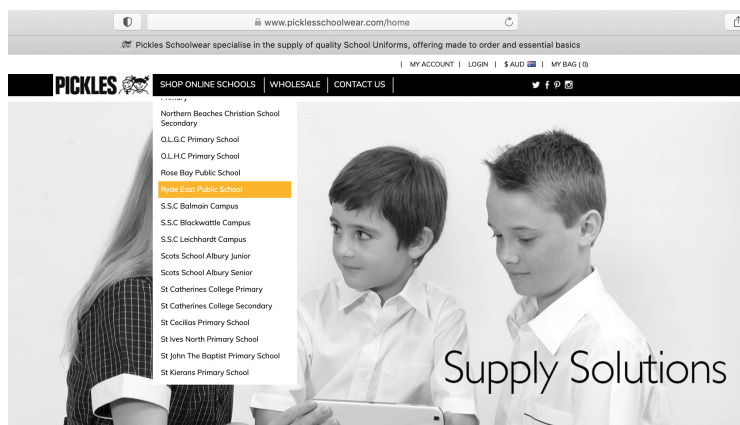 www.picklesschoolwear.com/home
Pickles Schoolwear specialise in the supply of quality School Uniforms, offering made to order and essential basics
| MY ACCOUNT | LOGIN | $ AUD | MY BAG ( 0)
PICKLES
SHOP ONLINE SCHOOLS | WHOLESALE | CONTACT US |
Primary
Northern Beaches Christian School
Secondary
O.L.G.C Primary School
O.L.H.C Primary School
Rose Bay Public School
Ryde East Public School
S.S.C Balmain Campus
S.S.C Blackwattle Campus
S.S.C Leichhardt Campus
Scots School Albury Junior
Scots School Albury Senior
St Catherines College Primary
St Catherines College Secondary
St Cecilias Primary School
St Ives North Primary School
St John The Baptist Primary School
St Kierans Primary School
Supply Solutions